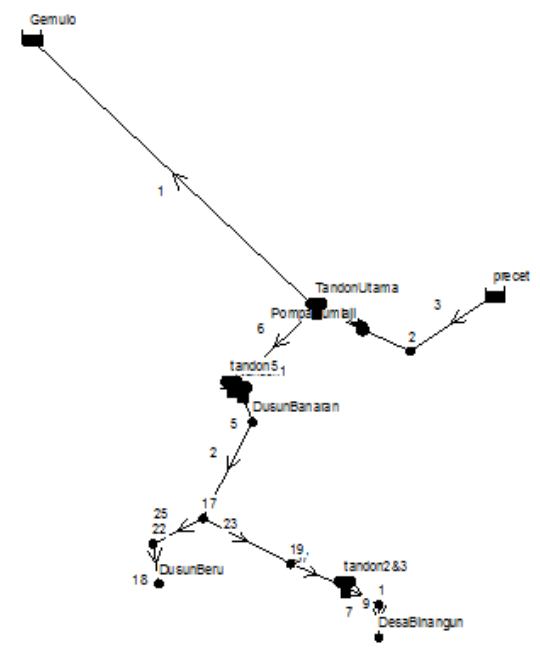 Gemulo
1
TandonUtama
precet
3
2
6
tandon5
1
DusunBanaran
5
2
17
25
23
22
19
DusunBeru
18
tandon2&3
1
9
7
DesaBinangun